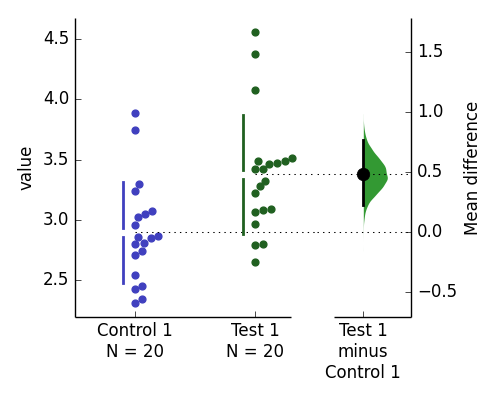 4.5
4.0
3.5
3.0
2.5
value
Control 1
N = 20
Test 1
N = 20
1.5
1.0
0.5
0.0
−0.5
Mean difference
Test 1
minus
Control 1